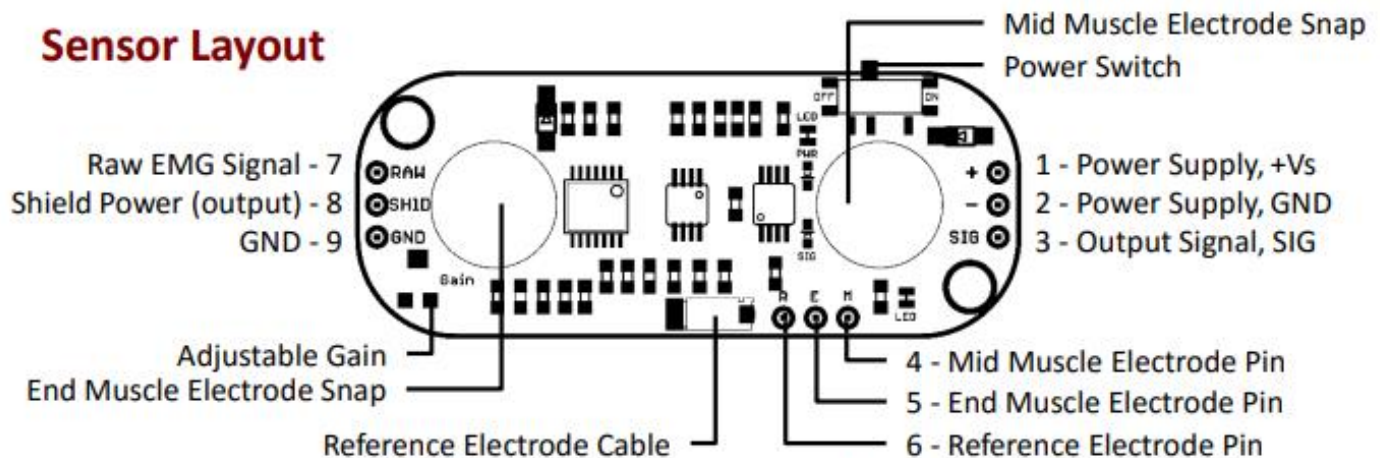 Sensor Layout
Mid Muscle Electrode Snap
Power Switch
OFF
ON
LED
PWR
Raw EMG Signal - 7
RAW
Shield Power (output) - 8
SHID
GND - 9
GND
+
1 - Power Supply, +Vs
-
2 - Power Supply, GND
SIG
3 - Output Signal, SIG
SIG
Gain
R E M
LED
Adjustable Gain
End Muscle Electrode Snap
Reference Electrode Cable
4 - Mid Muscle Electrode Pin
5 - End Muscle Electrode Pin
6 - Reference Electrode Pin